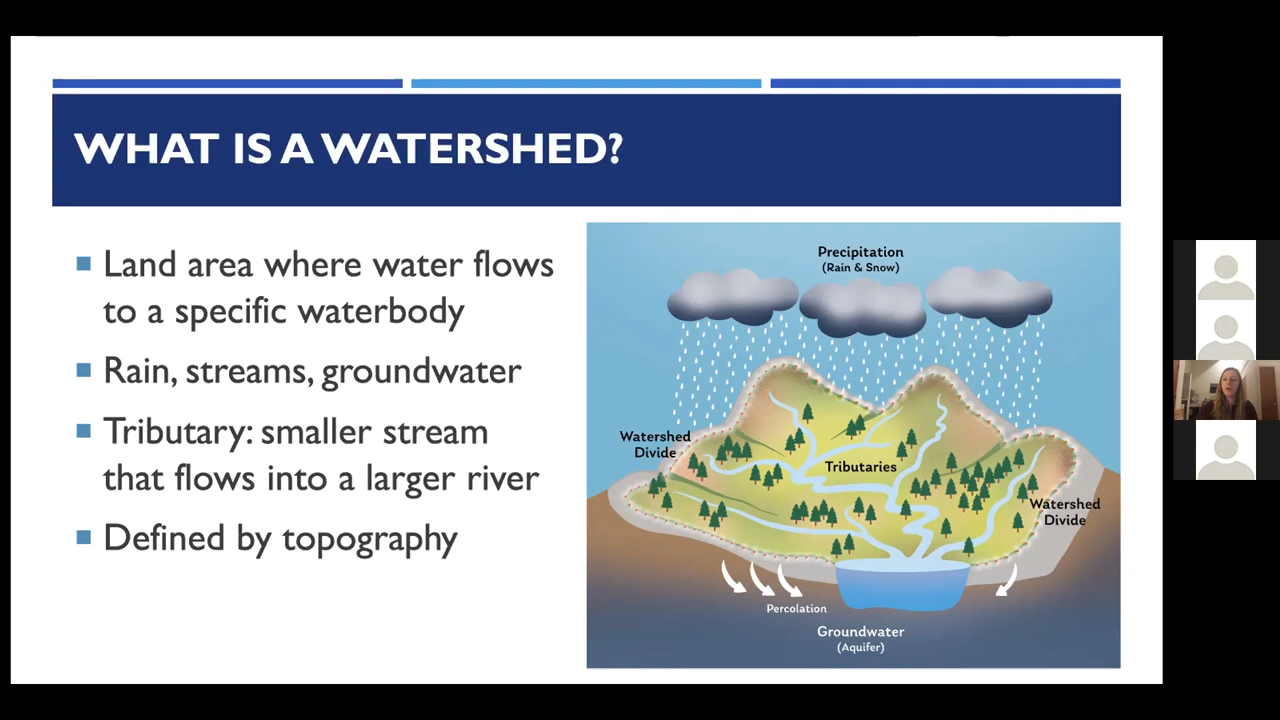 WHAT IS A WATERSHED?
Land area where water flows
to a specific waterbody
Rain, streams, groundwater
Tributary: smaller stream
that flows into a larger river
Defined by topography
Precipitation
(Rain & Snow)
Watershed
Divide
Tributaries
Watershed
Divide
Percolation
Groundwater
(Aquifer)